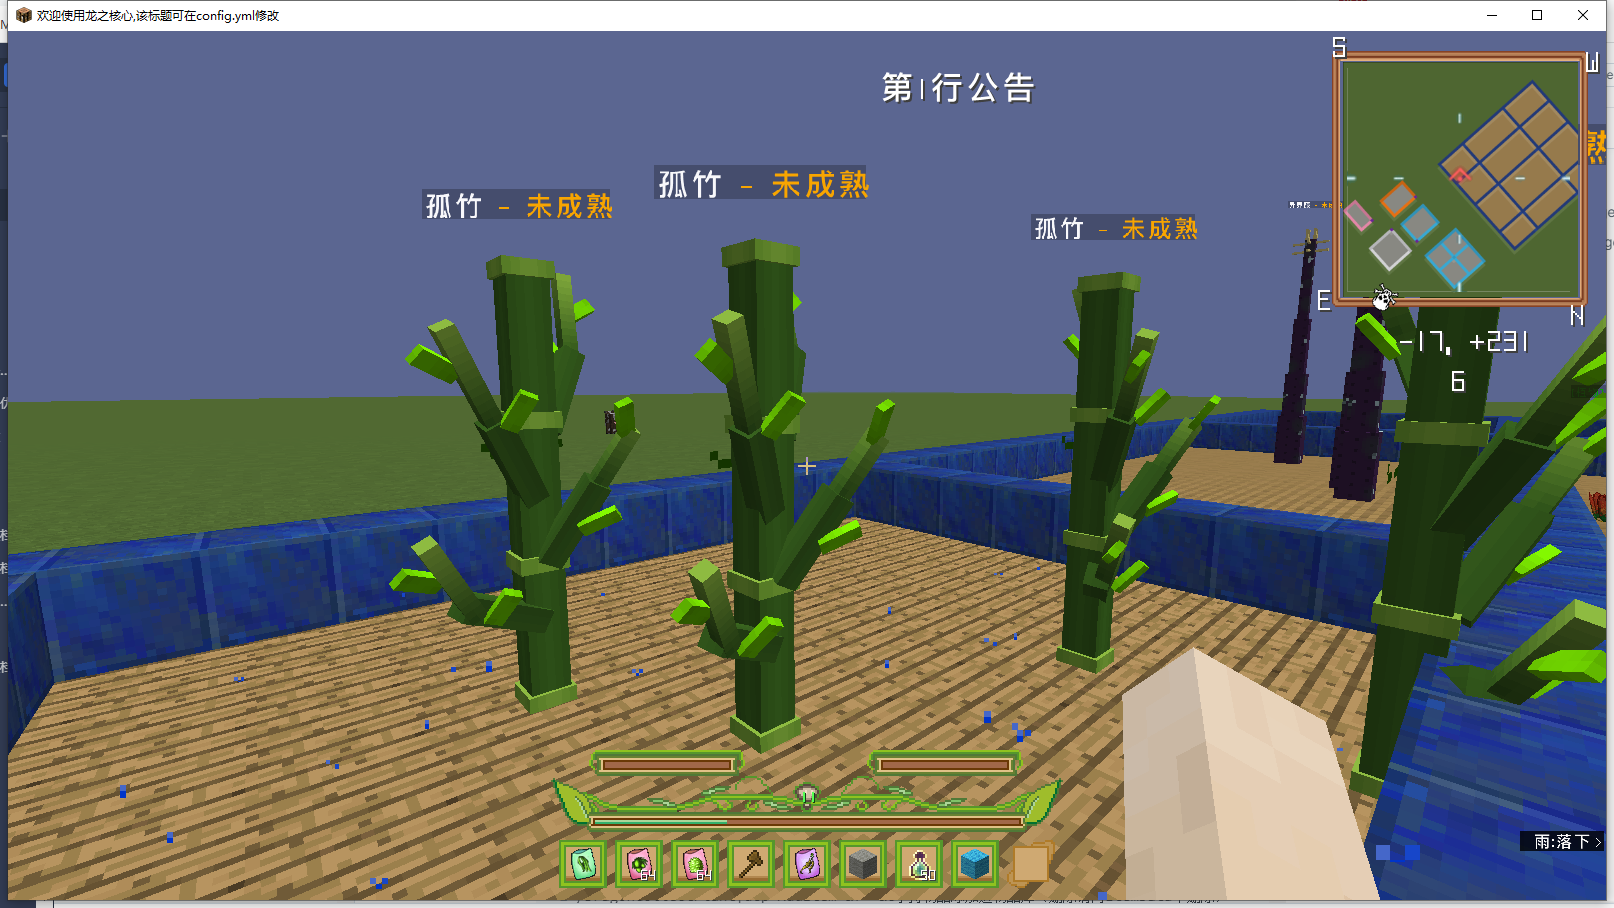 欢迎使用龙之核心,该标题可在config.yml修改
第1行公告
S
W
孤竹 - 未成熟
孤竹 - 未成熟
孤竹 - 未成熟
熟
E
N
-17, +231
6
雨:落下 >
64
64
30